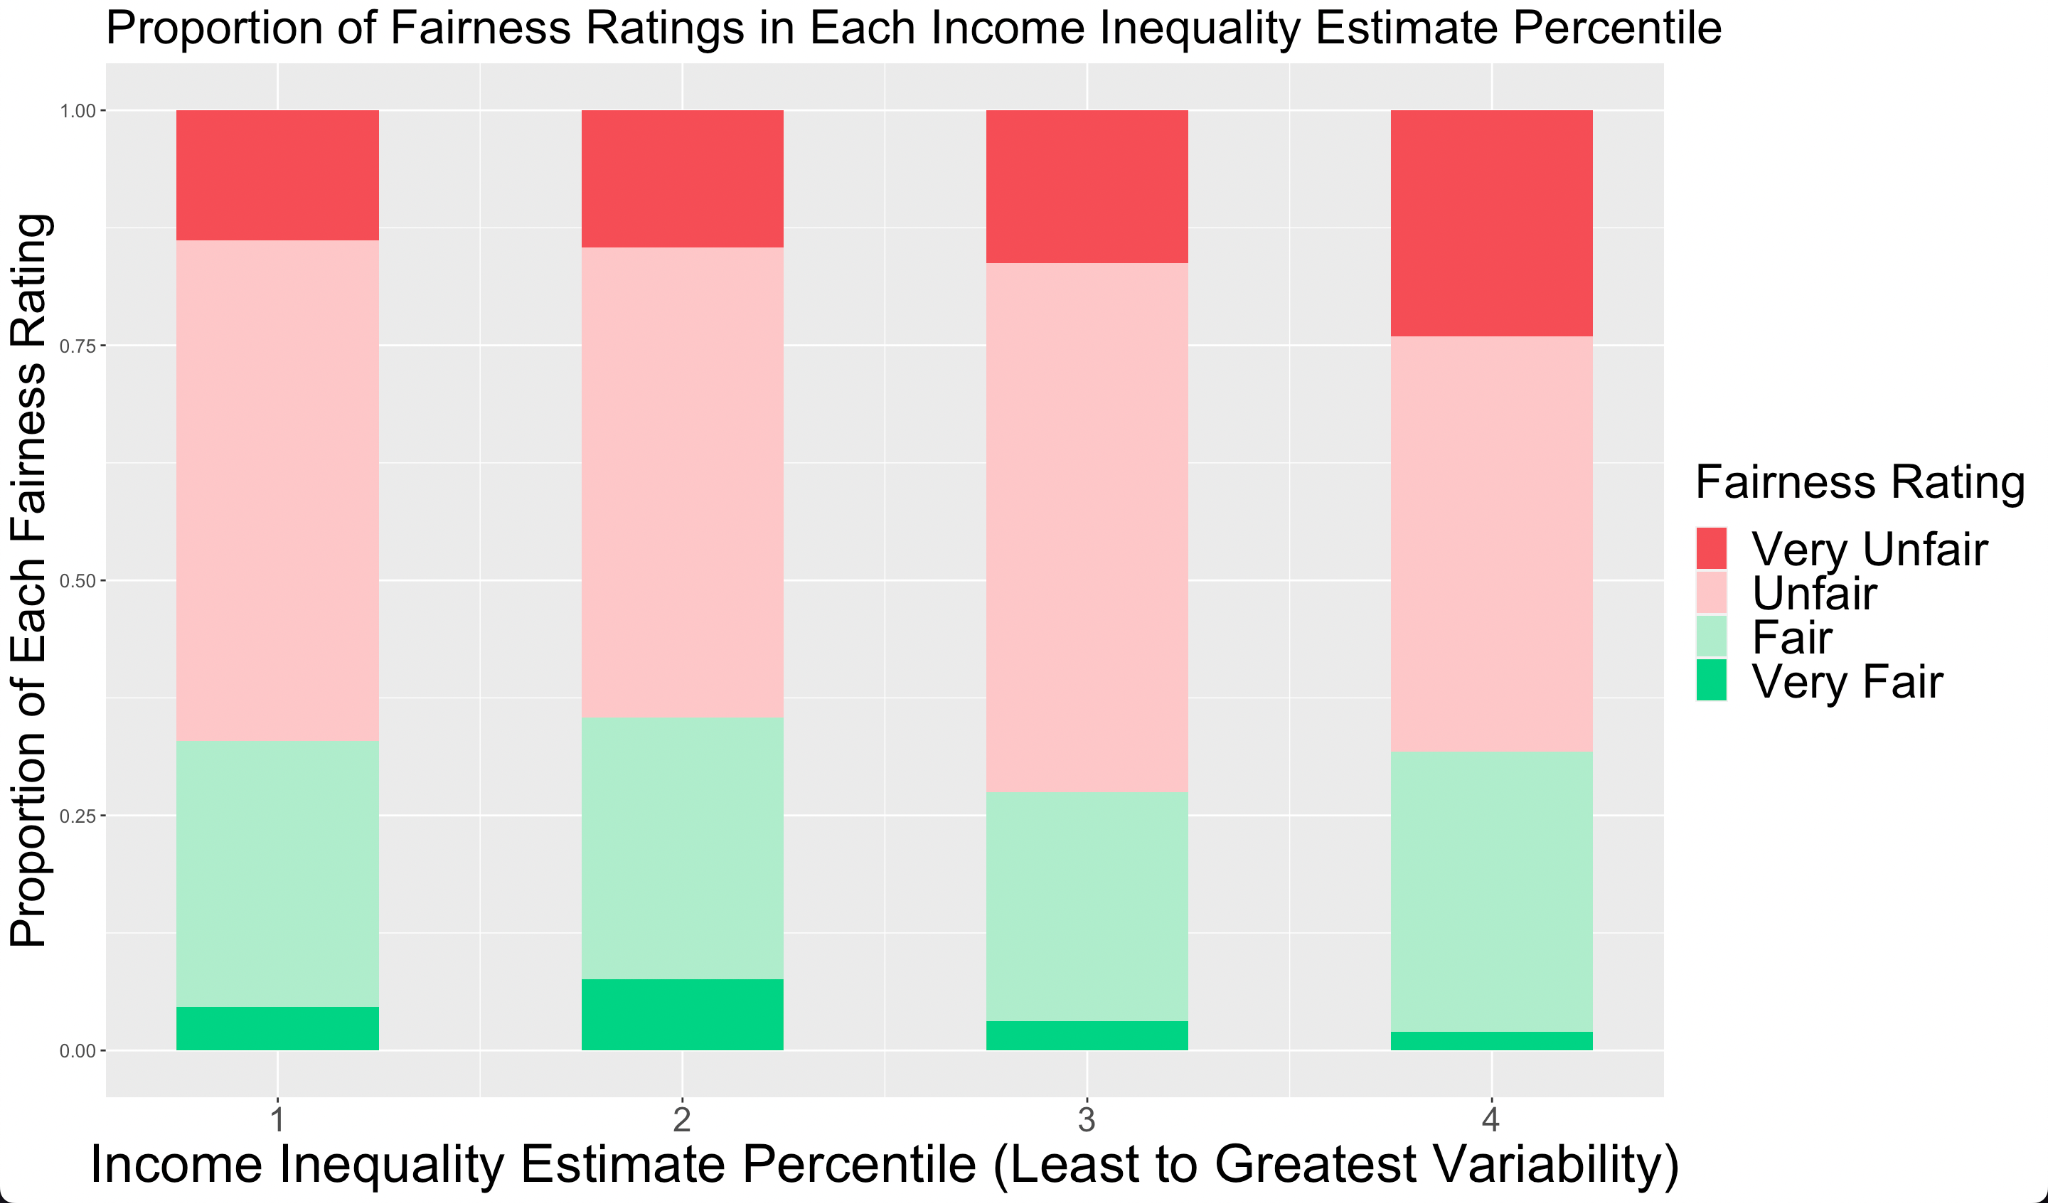 Proportion of Fairness Ratings in Each Income Inequality Estimate Percentile
Proportion of Each Fairness Rating
1.00
0.75
0.50
0.25
0.00
1 2 3 4
Income Inequality Estimate Percentile (Least to Greatest Variability)
Fairness Rating
Very Unfair
Unfair
Fair
Very Fair